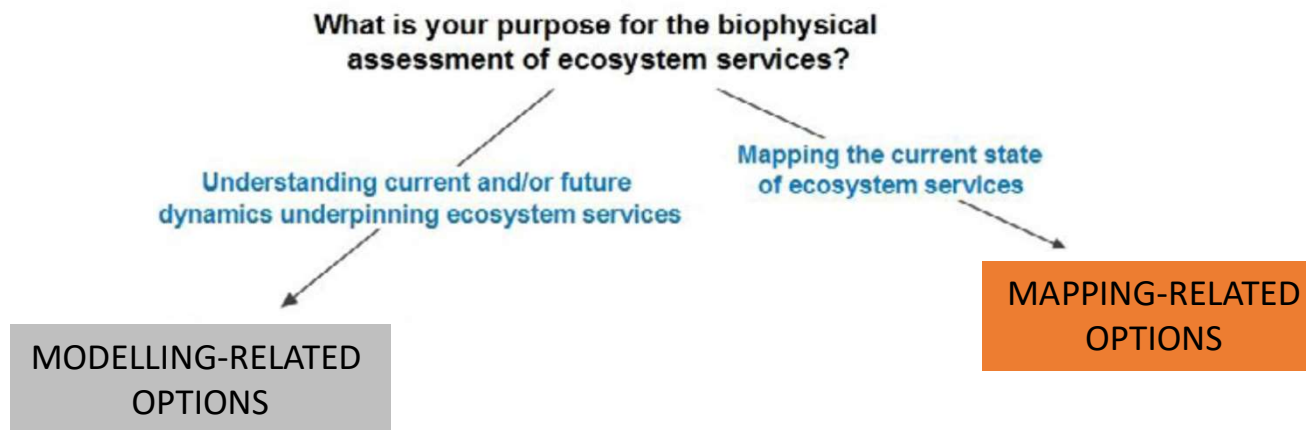 What is your purpose for the biophysical
assessment of ecosystem services?
Understanding current and/or future
dynamics underpinning ecosystem services
Mapping the current state
of ecosystem services
MODELLING-RELATED
OPTIONS
MAPPING-RELATED
OPTIONS